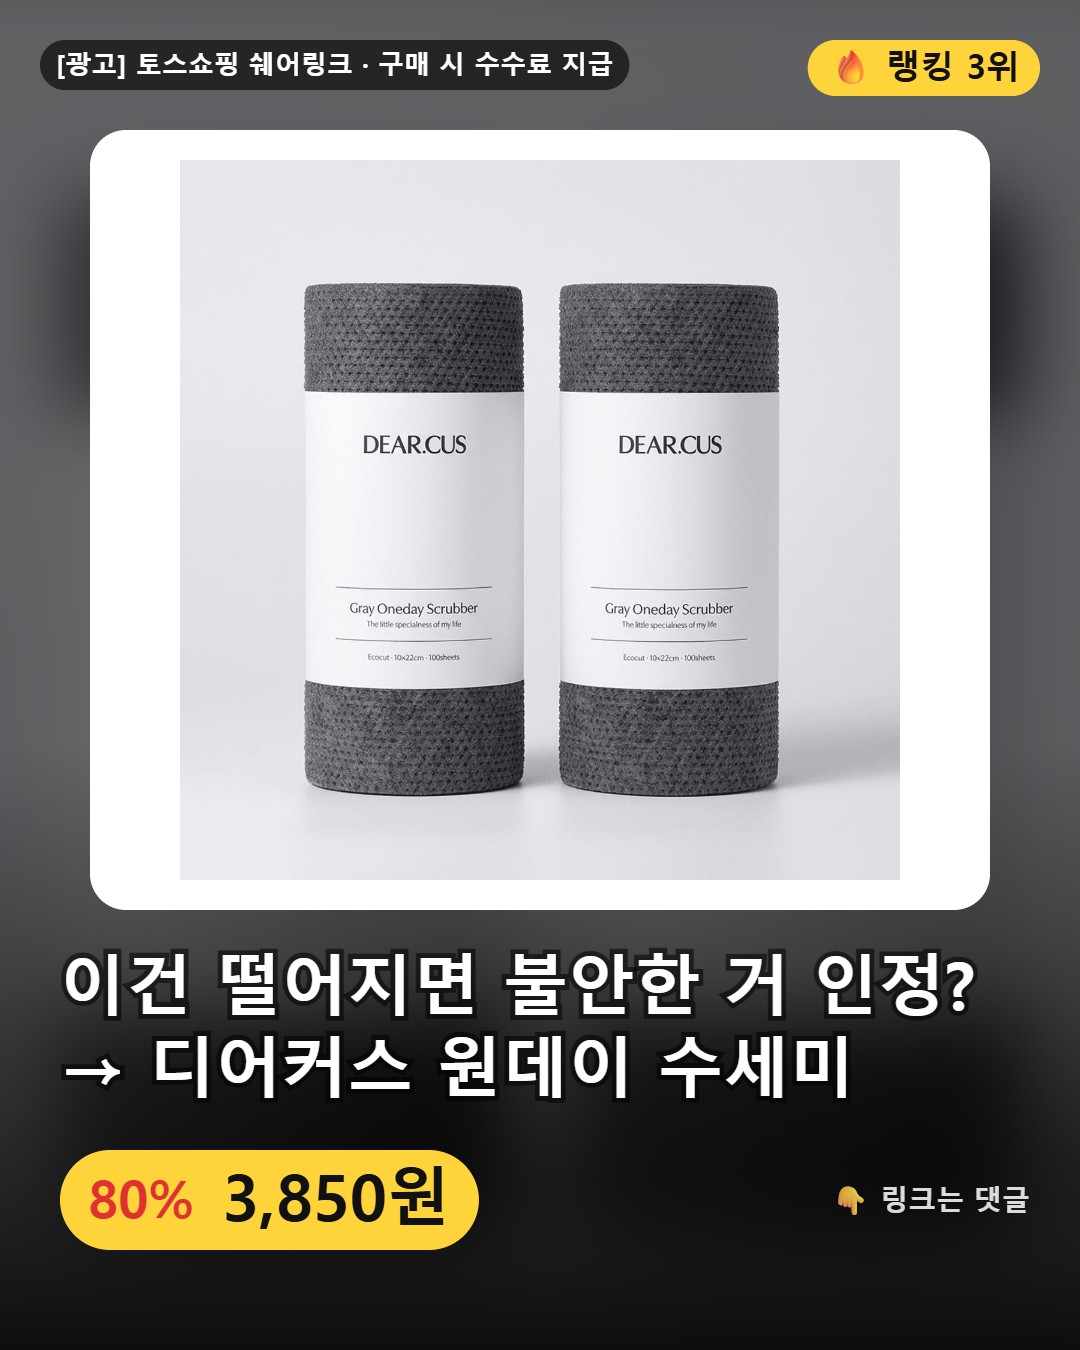 [광고] 토스쇼핑 쉐어링크 · 구매 시 수수료 지급
🔥 랭킹 3위
DEAR.CUS
Gray Oneday Scrubber
The little specialness of my life
Ecocut · 10×22cm · 100sheets
DEAR.CUS
Gray Oneday Scrubber
The little specialness of my life
Ecocut · 10×22cm · 100sheets
이건 떨어지면 불안한 거 인정?
→ 디어커스 원데이 수세미
80% 3,850원
👇 링크는 댓글